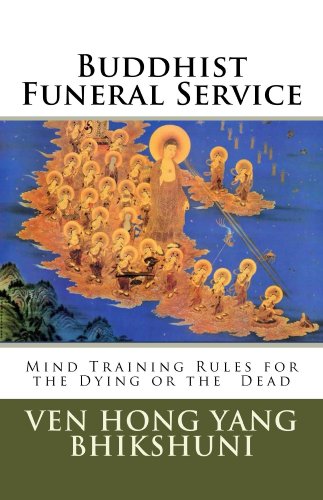 Buddhist
Funeral Service
Mind Training Rules for
the Dying or the Dead
VEN HONG YANG
BHIKSHUNI